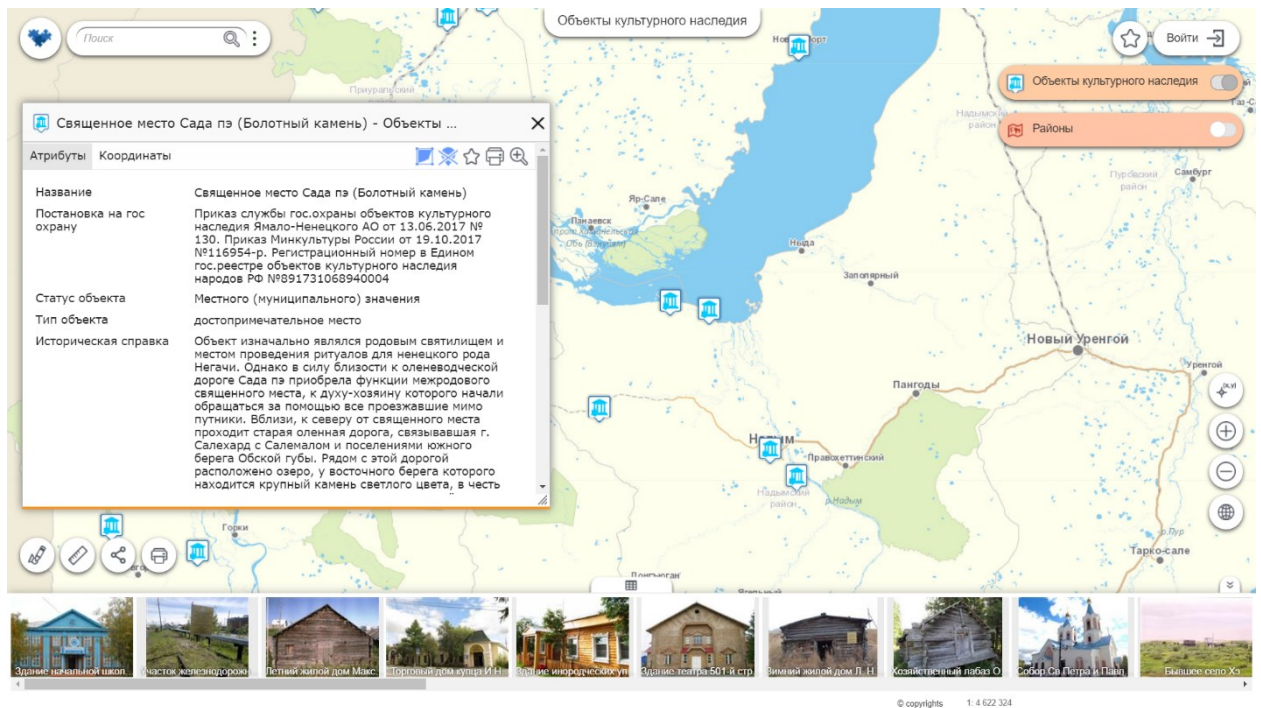 Объекты культурного наследия
Поиск
Войти
Объекты культурного наследия
Районы
Священное место Сада пэ (Болотный камень) - Объекты ...
Атрибуты Координаты
Название
Священное место Сада пэ (Болотный камень)
Постановка на гос
охрану
Приказ службы гос.охраны объектов культурного
наследия Ямало-Ненецкого АО от 13.06.2017 №
130. Приказ Минкультуры России от 19.10.2017
№116954-р. Регистрационный номер в Едином
гос.реестре объектов культурного наследия
народов РФ №891731068940004
Статус объекта
Местного (муниципального) значения
Тип объекта
достопримечательное место
Историческая справка
Объект изначально являлся родовым святилищем и
местом проведения ритуалов для ненецкого рода
Негачи. Однако в силу близости к оленеводческой
дороге Сада пэ приобрела функции межродового
священного места, к духу-хозяину которого начали
обращаться за помощью все проезжавшие мимо
путники. Вблизи, к северу от священного места
проходит старая оленная дорога, связывавшая г.
Салехард с Салемалом и поселениями южного
берега Обской губы. Рядом с этой дорогой
расположено озеро, у восточного берега которого
находится крупный камень светлого цвета, в честь
Приуральский
Надымский
район
Пуровский
район
Самбург
Яр-Сале
Панаевск
Ныда
Заполярный
Новый Уренгой
Уренгой
Пангоды
Правохеттинский
Надымский
район
р.Надым
р.Пур
Тарко-сале
Горки
(x,y)
Здание начальной школ
Участок железнодорожн
Летний жилой дом Макс
Торговый дом купца И.Н
Здание инородческой уп
Здание театра 501-й стр
Зимний жилой дом Л. Н.
Хозяйственный лабаз О
Собор Св Петра и Павл
Бывшее село Хэ
© copyrights 1: 4 622 324